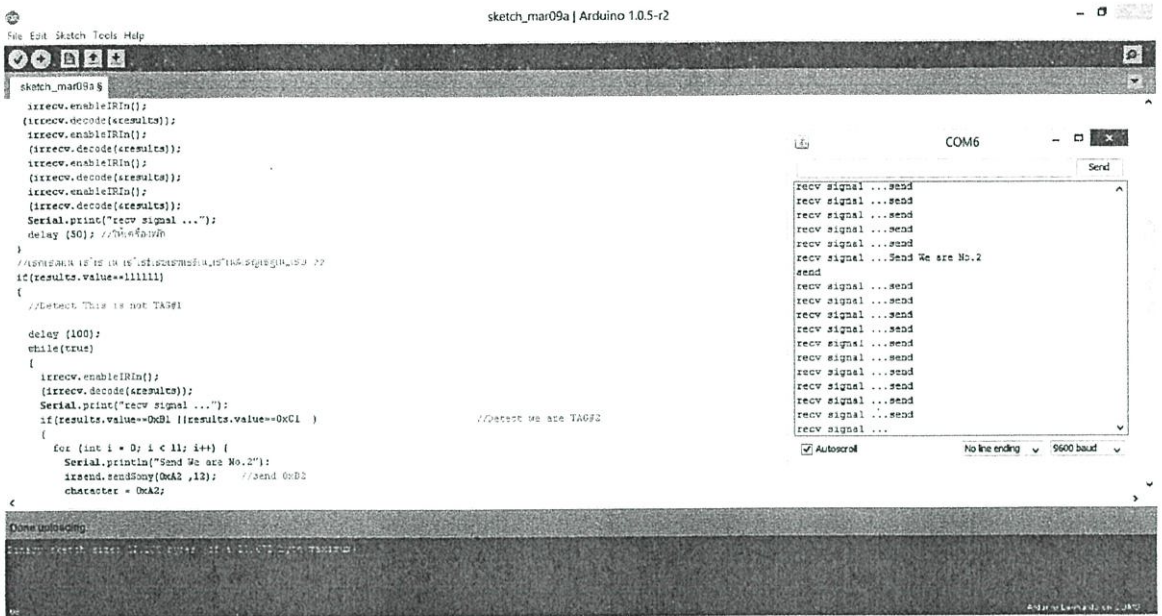 sketch_mar09a | Arduino 1.0.5-r2
File Edit Sketch Tools Help
sketch_mar09a §
irrecv.enableIRIn();
(irrecv.decode(&results));
irrecv.enableIRIn();
(irrecv.decode(&results));
irrecv.enableIRIn();
(irrecv.decode(&results));
irrecv.enableIRIn();
(irrecv.decode(&results));
Serial.print("recv signal ...");
delay (50); //
}
if(results.value==111111)
{
//Detect This is not TAG#1
delay (100);
while(true)
{
irrecv.enableIRIn();
(irrecv.decode(&results));
Serial.print("recv signal ...");
if(results.value==0xB1 ||results.value==0xC1 ) //Detect We are TAG#2
{
for (int i = 0; i < 11; i++) {
Serial.println("Send We are No.2");
irsend.sendSony(0xA2 ,12); //send 0xD2
character = 0xA2;
COM6
Send
recv signal ...send
recv signal ...send
recv signal ...send
recv signal ...send
recv signal ...send
recv signal ...Send We are No.2
send
recv signal ...send
recv signal ...send
recv signal ...send
recv signal ...send
recv signal ...send
recv signal ...send
recv signal ...send
recv signal ...send
recv signal ...send
recv signal ...send
recv signal ...
Autoscroll
No line ending
9600 baud
Done uploading